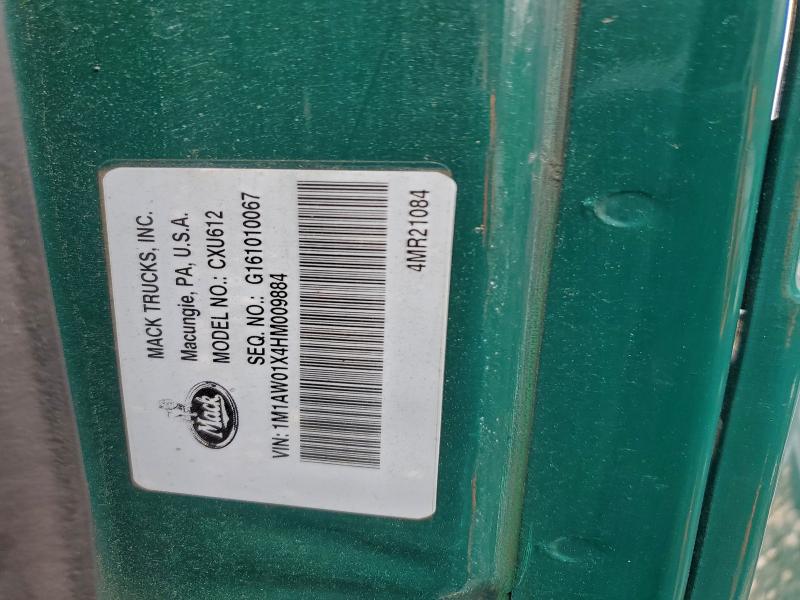 MACK TRUCKS, INC.
Macungie, PA, U.S.A.
MODEL NO.: CXU612
SEQ. NO.: G161010067
Mack
VIN: 1M1AW01X4HM009884
4MR21084